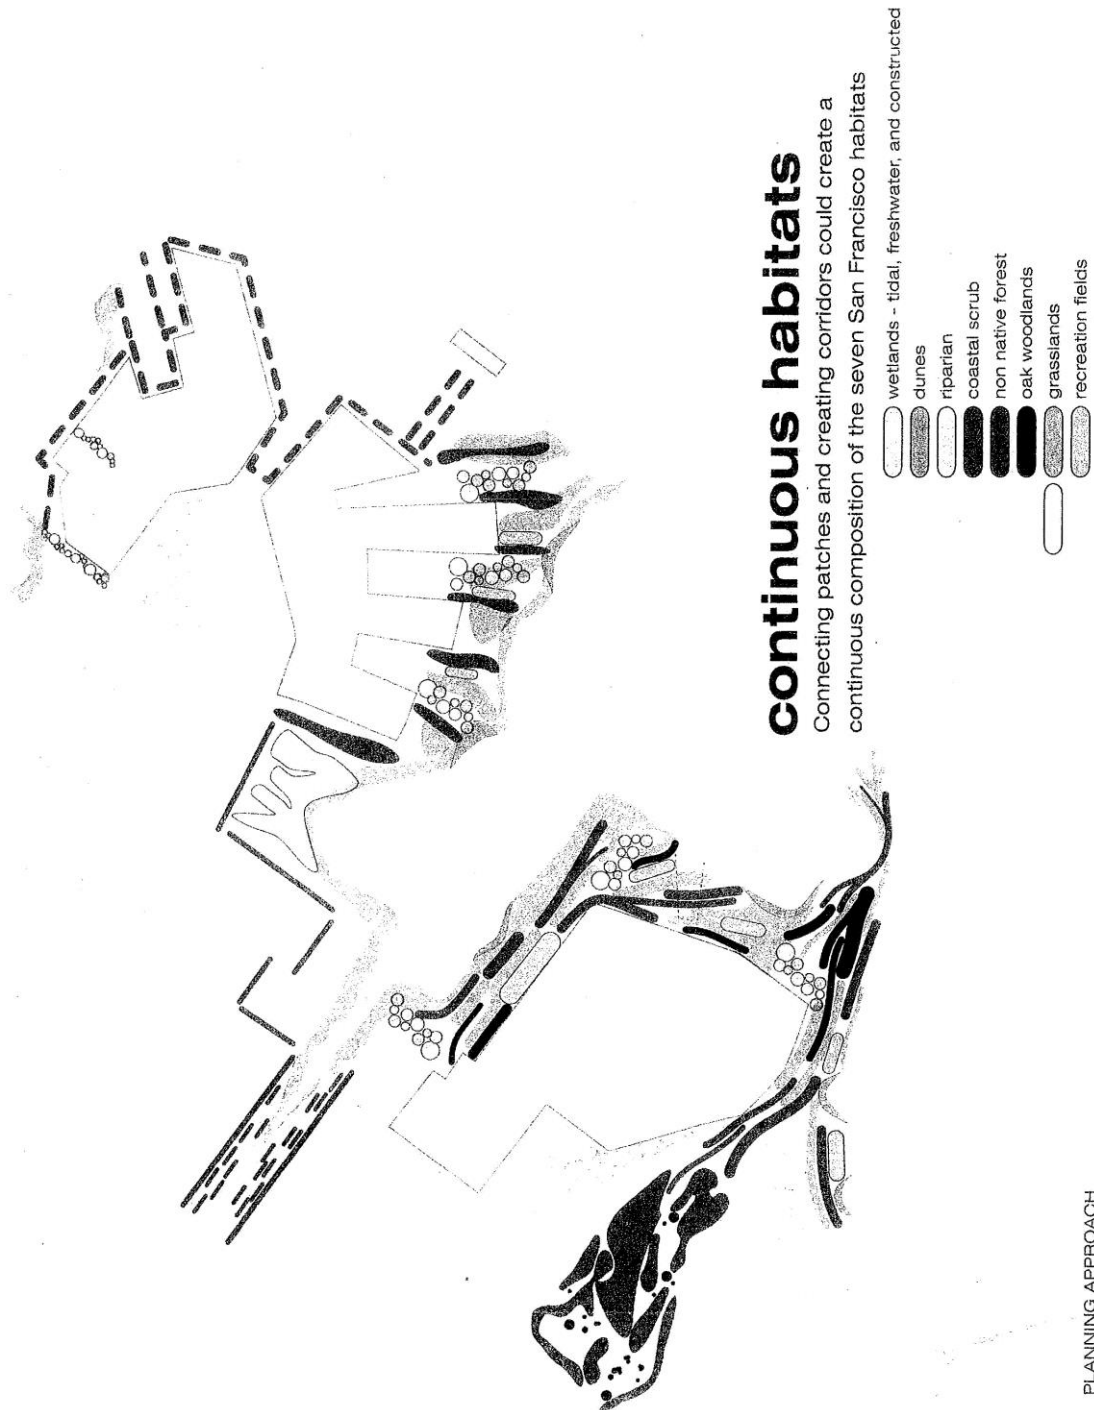 continuous habitats
Connecting patches and creating corridors could create a
continuous composition of the seven San Francisco habitats
wetlands - tidal, freshwater, and constructed
dunes
riparian
coastal scrub
non native forest
oak woodlands
grasslands
recreation fields
PLANNING APPROACH